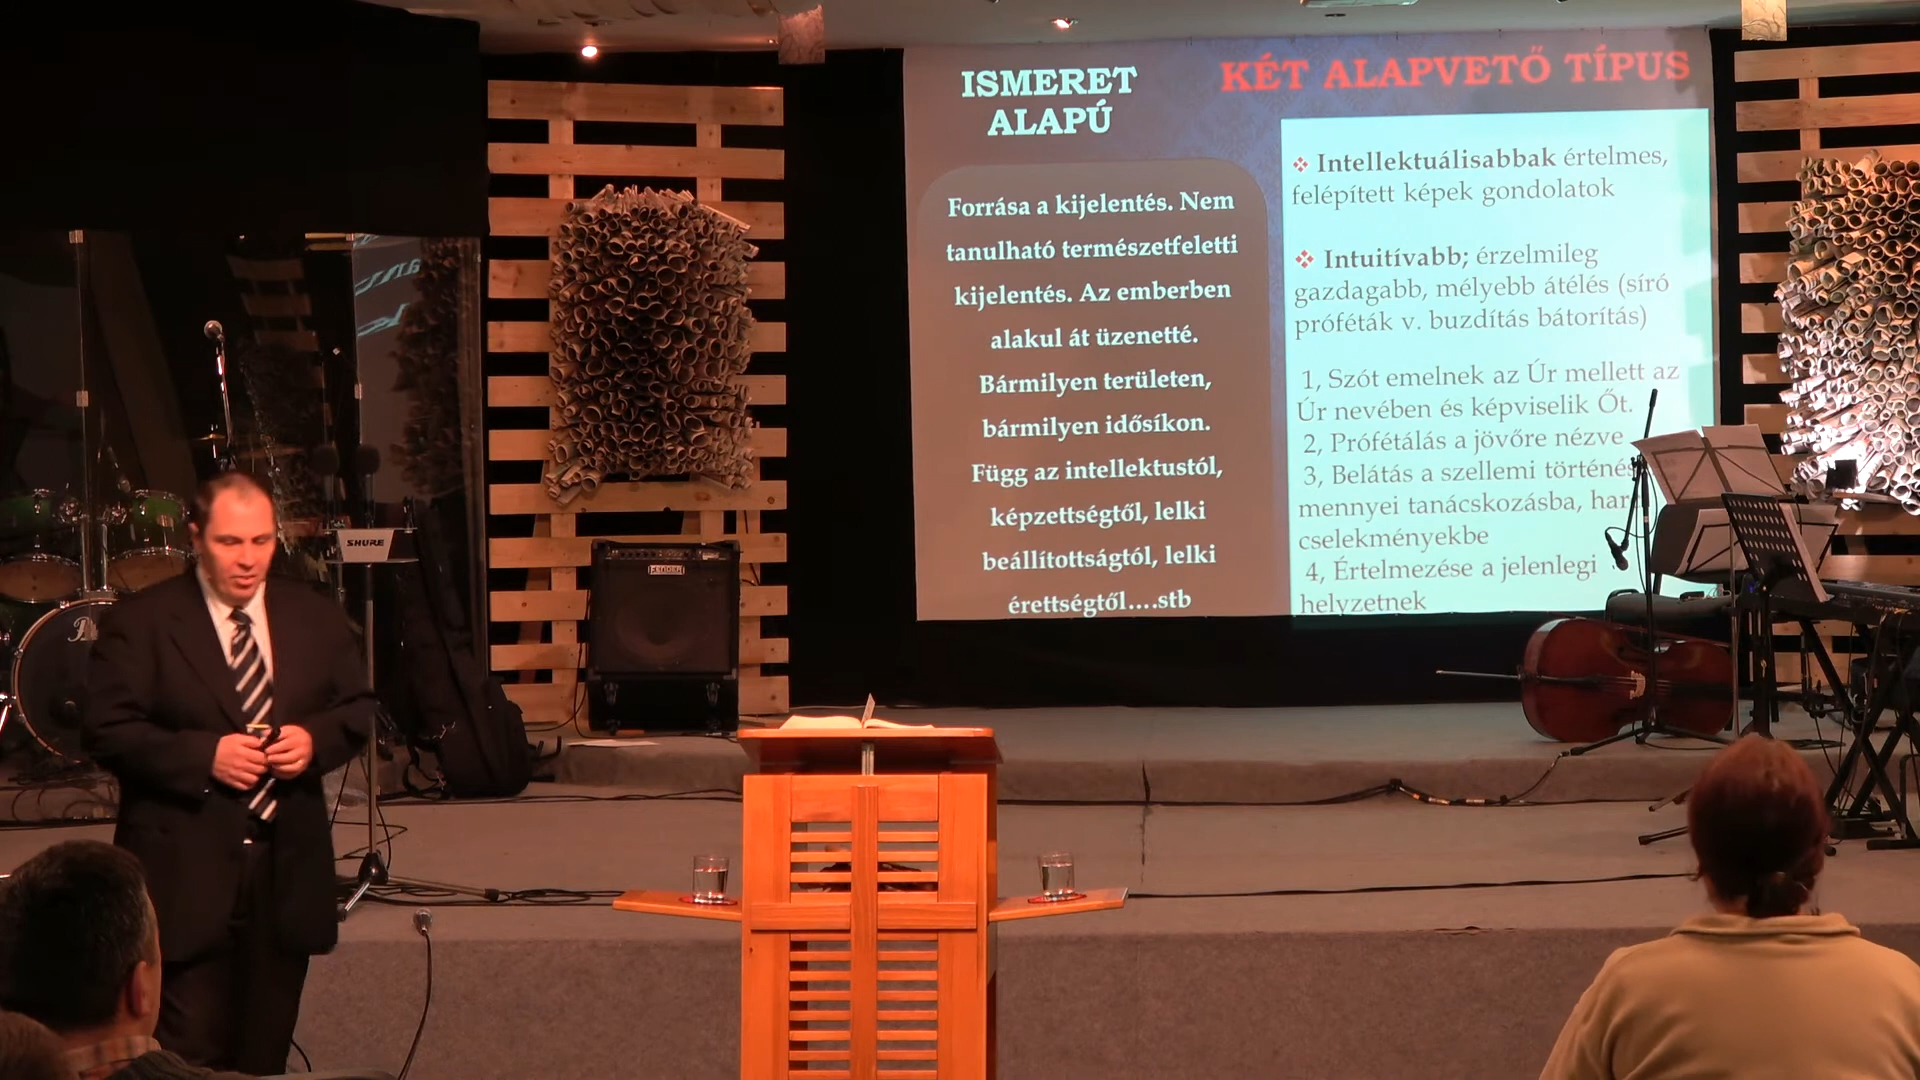 ISMERET
ALAPÚ
Forrása a kijelentés. Nem
tanulható természetfeletti
kijelentés. Az emberben
alakul át üzenetté.
Bármilyen területen,
bármilyen idősíkon.
Függ az intellektustól,
képzettségtől, lelki
beállítottságtól, lelki
érettségtől....stb
KÉT ALAPVETŐ TÍPUS
❖ Intellektuálisabbak értelmes,
felépített képek gondolatok
❖ Intuitívabb; érzelmileg
gazdagabb, mélyebb átélés (síró
próféták v. buzdítás bátorítás)
1, Szót emelnek az Úr mellett az
Úr nevében és képviselik Őt.
2, Prófétálás a jövőre nézve
3, Belátás a szellemi történés
mennyei tanácskozásba, har
cselekményekbe
4, Értelmezése a jelenlegi
helyzetnek
SHURE
FENDER